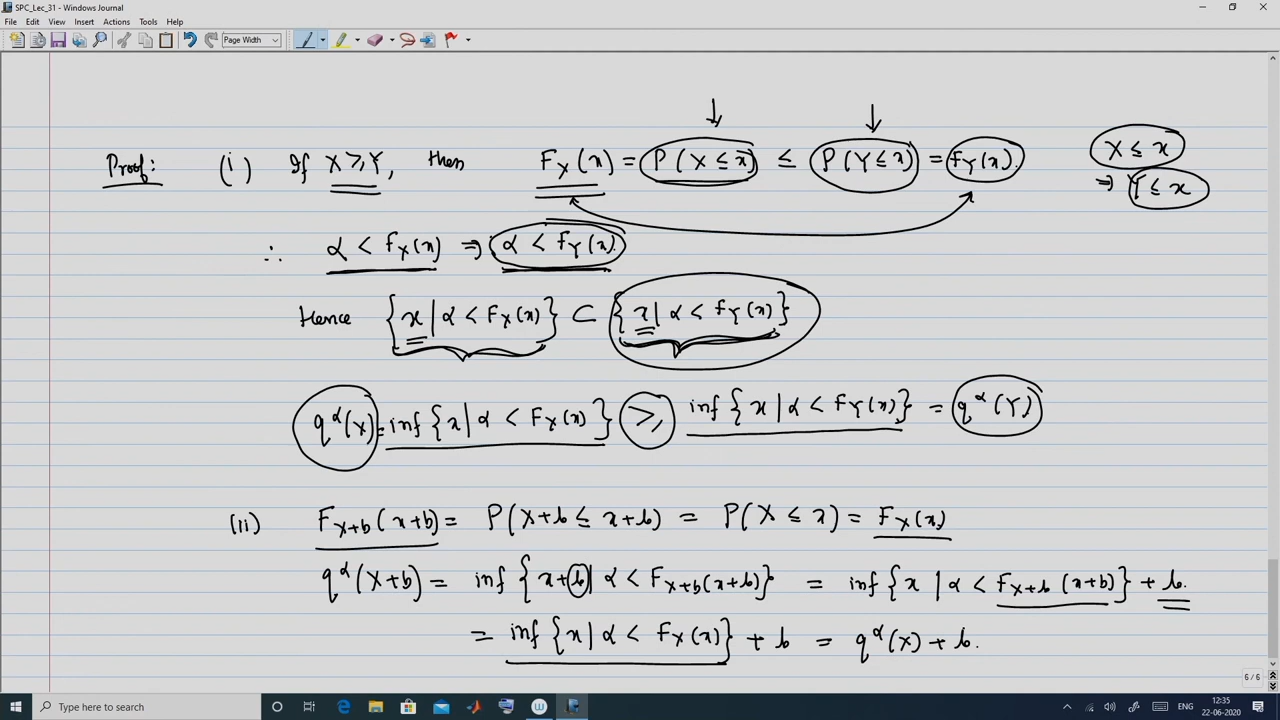 SPC_Lec_31 - Windows Journal
File Edit View Insert Actions Tools Help
Page Width
Proof: (i) If X ≥ Y, then F_X(x) = P(X ≤ x) ≤ P(Y ≤ x) = F_Y(x). X ≤ x
⇒ Y ≤ x
∴ α < F_X(x) ⇒ α < F_Y(x).
Hence {x | α < F_X(x)} ⊂ {x | α < F_Y(x)}
q^α(X) = inf{x | α < F_X(x)} ≥ inf{x | α < F_Y(x)} = q^α(Y)
(ii) F_{X+b}(x+b) = P(X+b ≤ x+b) = P(X ≤ x) = F_X(x)
q^α(X+b) = inf{x+b | α < F_{X+b}(x+b)} = inf{x | α < F_{X+b}(x+b)} + b.
= inf{x | α < F_X(x)} + b = q^α(X) + b.
6 / 6
Type here to search
ENG
12:35
22-06-2020